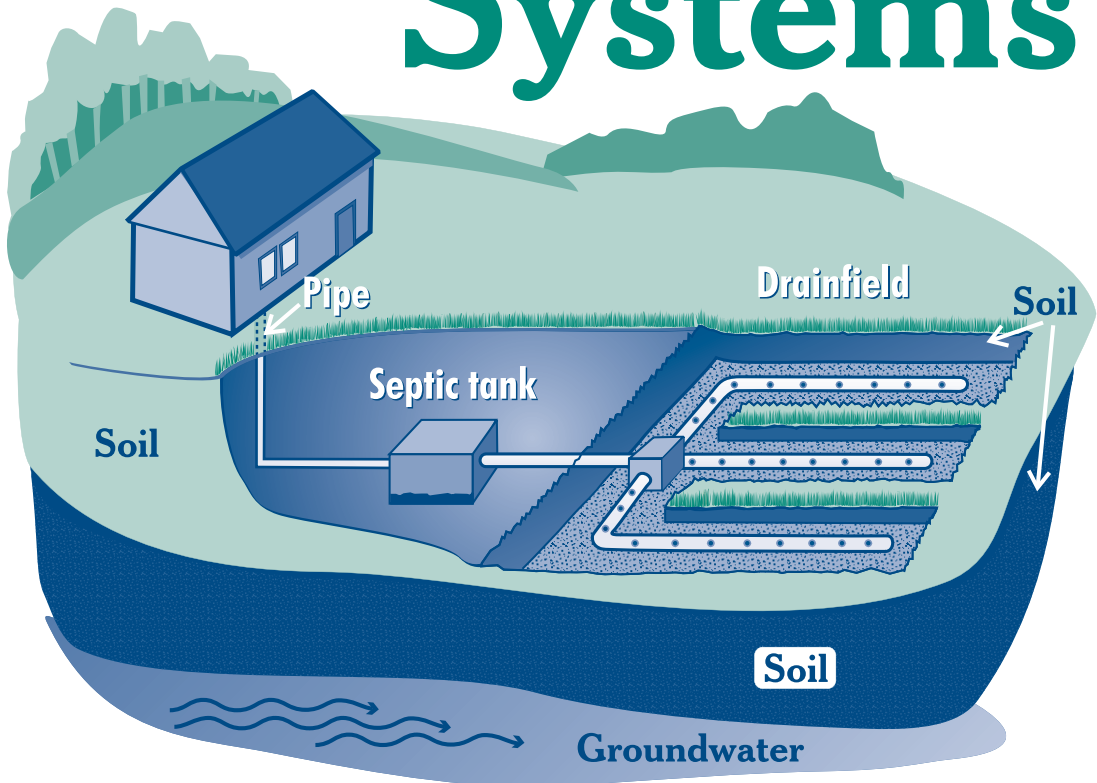 Systems
Pipe
Drainfield
Soil
Septic tank
Soil
Soil
Groundwater